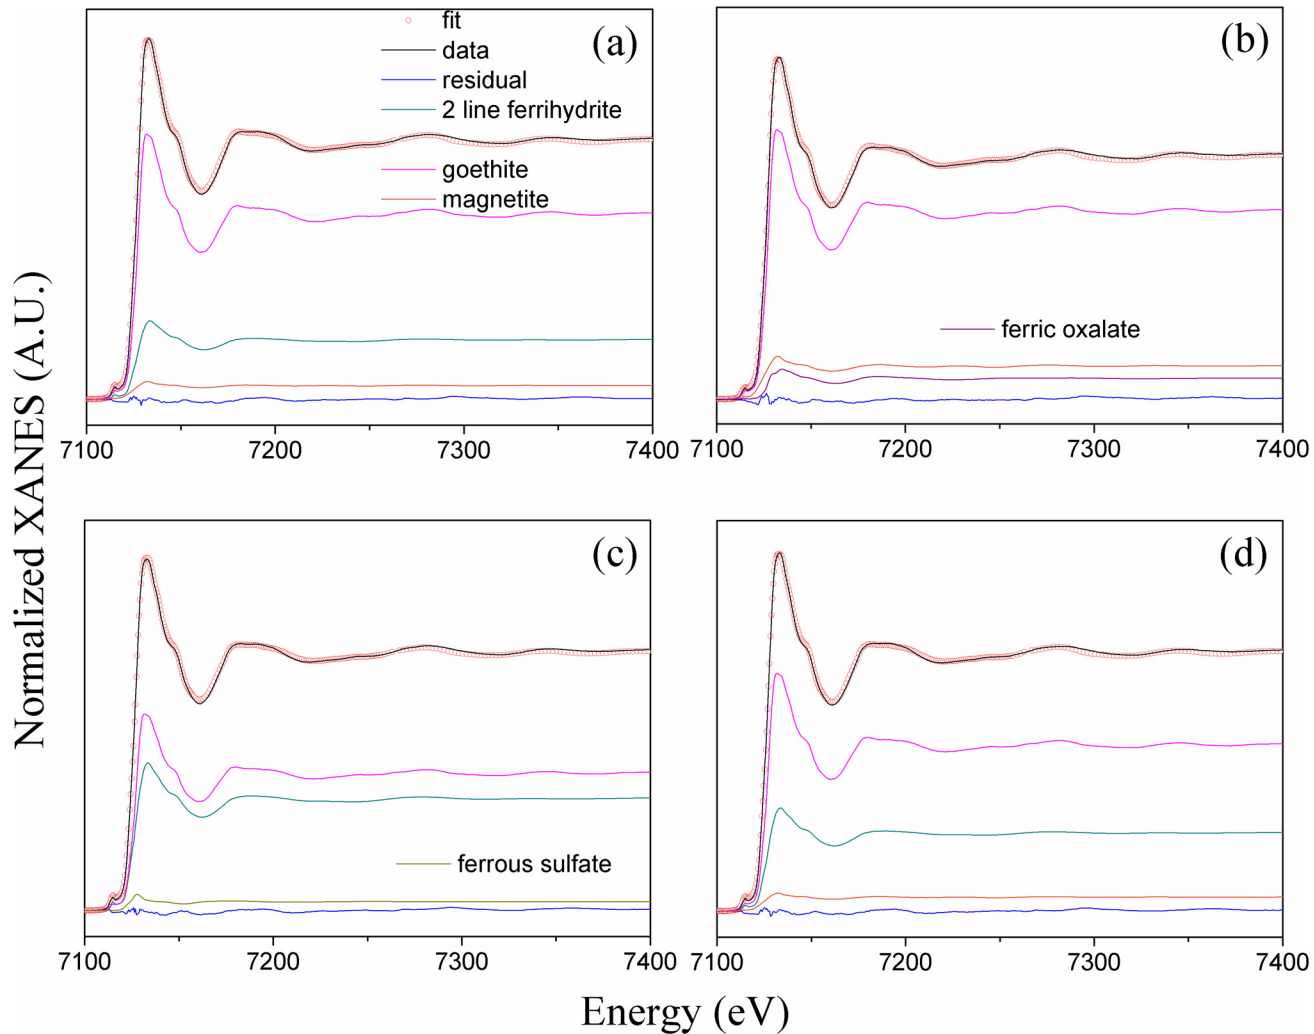 fit
data
residual
2 line ferrihydrite
goethite
magnetite
(a)
7100
7200
7300
7400
(b)
ferric oxalate
7100
7200
7300
7400
Normalized XANES (A.U.)
(c)
ferrous sulfate
7100
7200
7300
7400
(d)
7100
7200
7300
7400
Energy (eV)